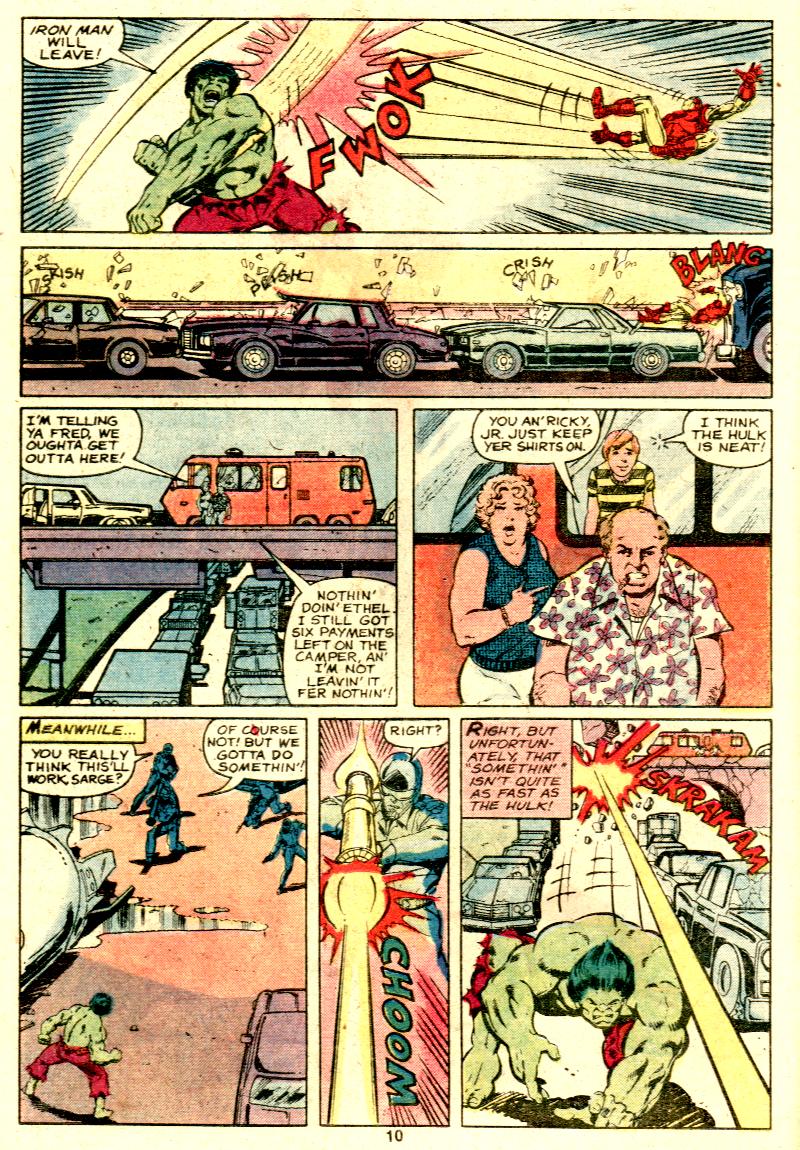 IRON MAN
WILL
LEAVE!
FWOK
PRISH
CRISH
BLANG
I'M TELLING
YA FRED, WE
OUGHTA GET
OUTTA HERE!
NOTHIN'
DOIN' ETHEL.
I STILL GOT
SIX PAYMENTS
LEFT ON THE
CAMPER, AN'
I'M NOT
LEAVIN' IT
FER NOTHIN'!
YOU AN' RICKY,
JR. JUST KEEP
YER SHIRTS ON.
I THINK
THE HULK
IS NEAT!
MEANWHILE...
YOU REALLY
THINK THIS'LL
WORK, SARGE?
OF COURSE
NOT! BUT WE
GOTTA DO
SOMETHIN'!
RIGHT?
CHOOM
RIGHT, BUT
UNFORTUN-
ATELY, THAT
"SOMETHIN'"
ISN'T QUITE
AS FAST AS
THE HULK!
SKRAKAM
10